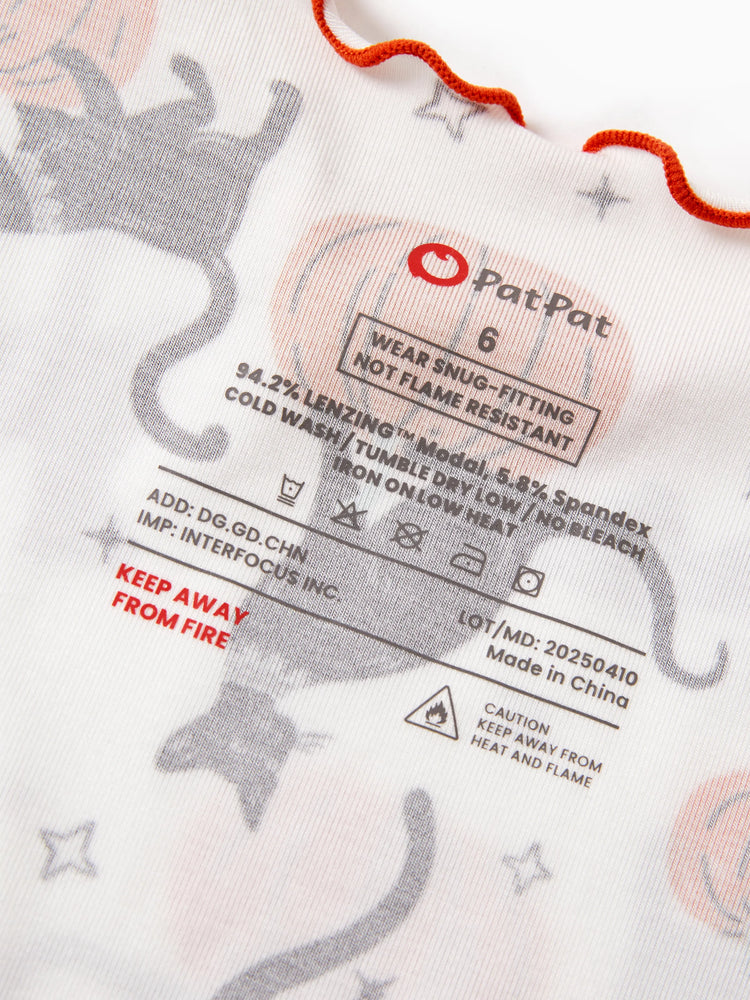 PatPat
6
WEAR SNUG-FITTING
NOT FLAME RESISTANT
94.2% LENZING™ Modal, 5.8% Spandex
COLD WASH / TUMBLE DRY LOW / NO BLEACH
IRON ON LOW HEAT
ADD: DG.GD.CHN
IMP: INTERFOCUS INC.
LOT/MD: 20250410
Made in China
KEEP AWAY
FROM FIRE
CAUTION
KEEP AWAY FROM
HEAT AND FLAME